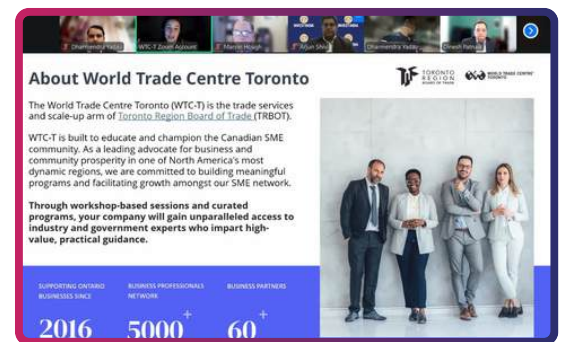 Dharmendra Yadav
WTC-T Zoom Account
Marvin Hough
Dharmendra Yadav
Dinesh Patnaik
About World Trade Centre Toronto
TORONTO
REGION
BOARD OF TRADE
WORLD TRADE CENTRE
TORONTO
The World Trade Centre Toronto (WTC-T) is the trade services
and scale-up arm of Toronto Region Board of Trade (TRBOT).
WTC-T is built to educate and champion the Canadian SME
community. As a leading advocate for business and
community prosperity in one of North America's most
dynamic regions, we are committed to building meaningful
programs and facilitating growth amongst our SME network.
Through workshop-based sessions and curated
programs, your company will gain unparalleled access to
industry and government experts who impart high-
value, practical guidance.
SUPPORTING ONTARIO
BUSINESSES SINCE
2016
BUSINESS PROFESSIONALS
NETWORK
5000+
BUSINESS PARTNERS
60+